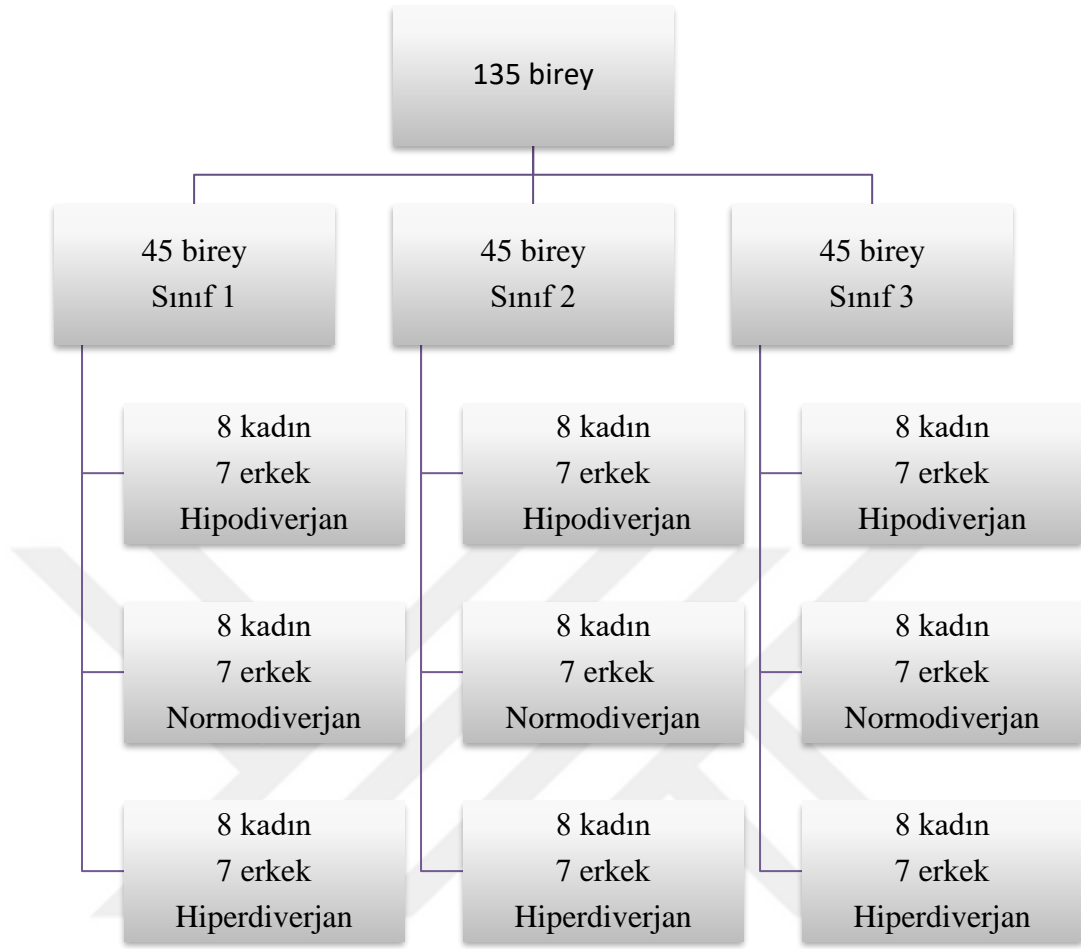 135 birey
45 birey
Sınıf 1
45 birey
Sınıf 2
45 birey
Sınıf 3
8 kadın
7 erkek
Hipodiverjan
8 kadın
7 erkek
Hipodiverjan
8 kadın
7 erkek
Hipodiverjan
8 kadın
7 erkek
Normodiverjan
8 kadın
7 erkek
Normodiverjan
8 kadın
7 erkek
Normodiverjan
8 kadın
7 erkek
Hiperdiverjan
8 kadın
7 erkek
Hiperdiverjan
8 kadın
7 erkek
Hiperdiverjan